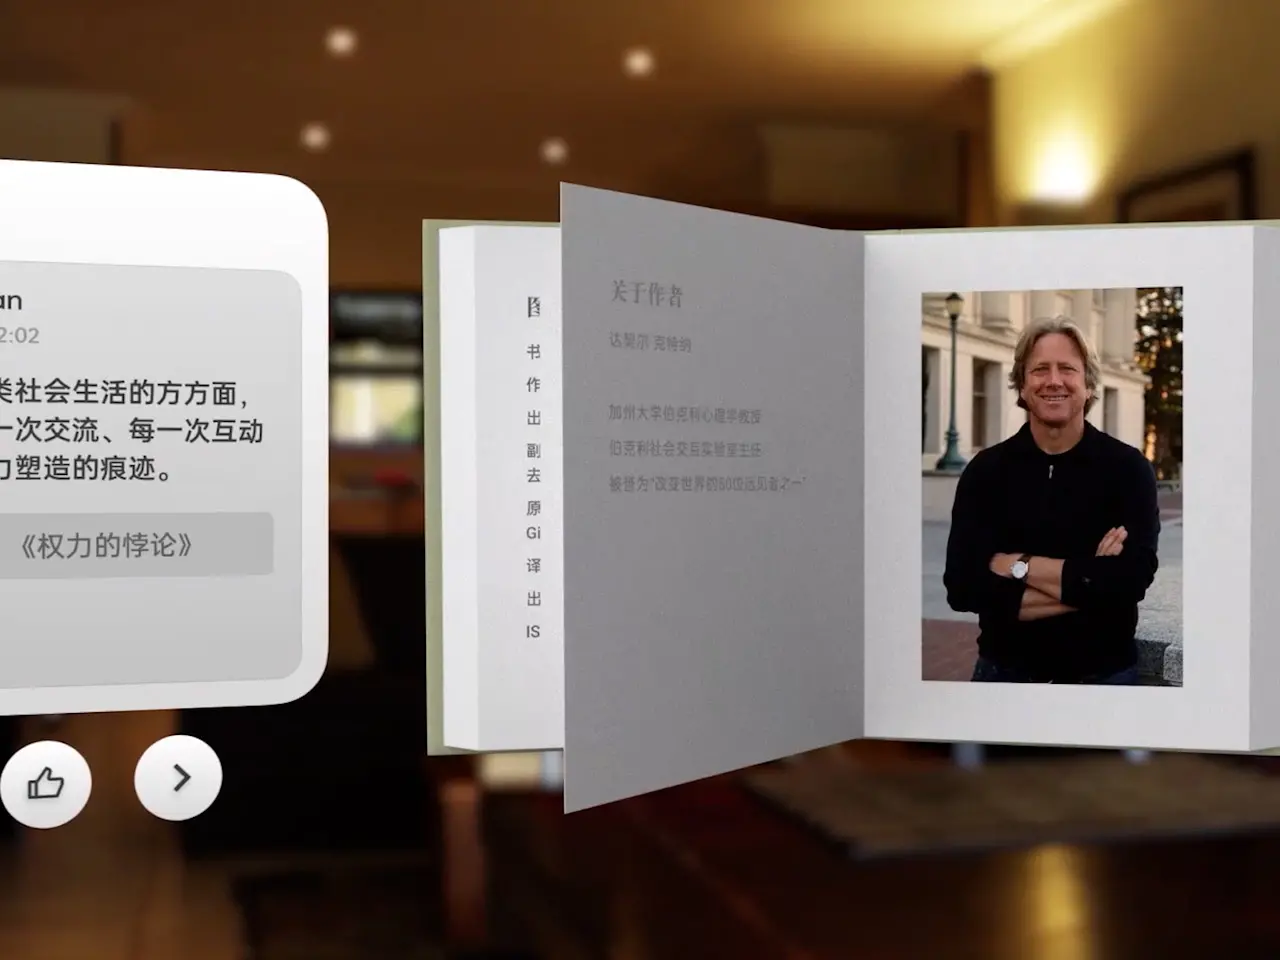 an
2:02
类社会生活的方方面，
一次交流、每一次互动
力塑造的痕迹。
《权力的悖论》
图
书
作
出
副
去
原
Gi
译
出
IS
关于作者
达契尔·克特纳
加州大学伯克利心理学教授
伯克利社会交互实验室主任
被誉为“改变世界的50位远见者之一”